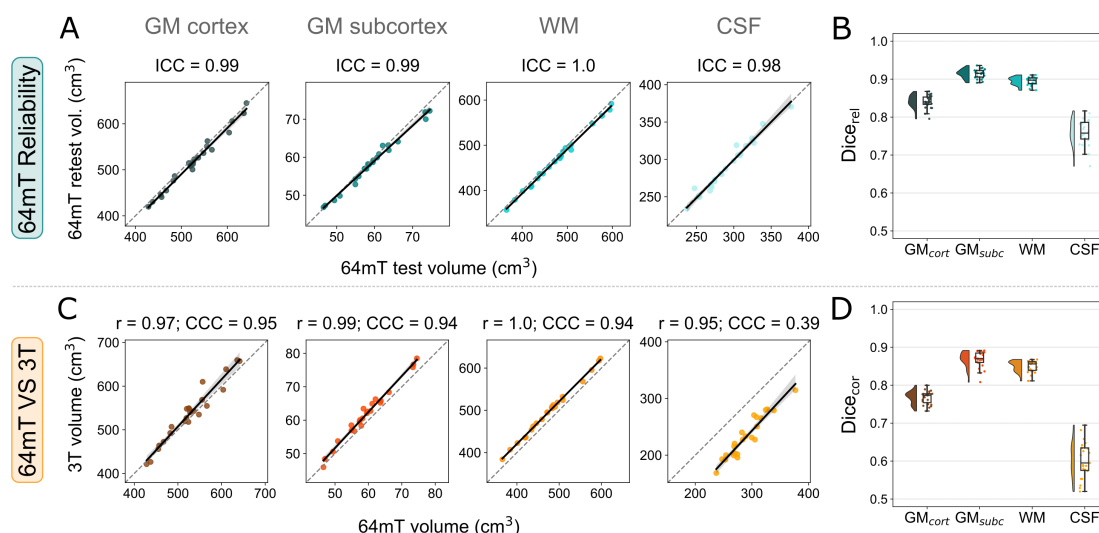 A
GM cortex
GM subcortex
WM
CSF
B
64mT Reliability
ICC = 0.99
ICC = 0.99
ICC = 1.0
ICC = 0.98
64mT retest vol. (cm³)
600
500
400
400 500 600
70
60
50
50 60 70
600
500
400
400 500 600
400
350
300
250
250 300 350 400
64mT test volume (cm³)
Dice_rel
1.0
0.9
0.8
0.7
0.6
0.5
GM_cort GM_subc WM CSF
C
64mT VS 3T
r = 0.97; CCC = 0.95
r = 0.99; CCC = 0.94
r = 1.0; CCC = 0.94
r = 0.95; CCC = 0.39
3T volume (cm³)
700
600
500
400
400 500 600 700
80
70
60
50
50 60 70 80
600
500
400
400 500 600
400
300
200
200 300 400
64mT volume (cm³)
D
Dice_cor
1.0
0.9
0.8
0.7
0.6
0.5
GM_cort GM_subc WM CSF